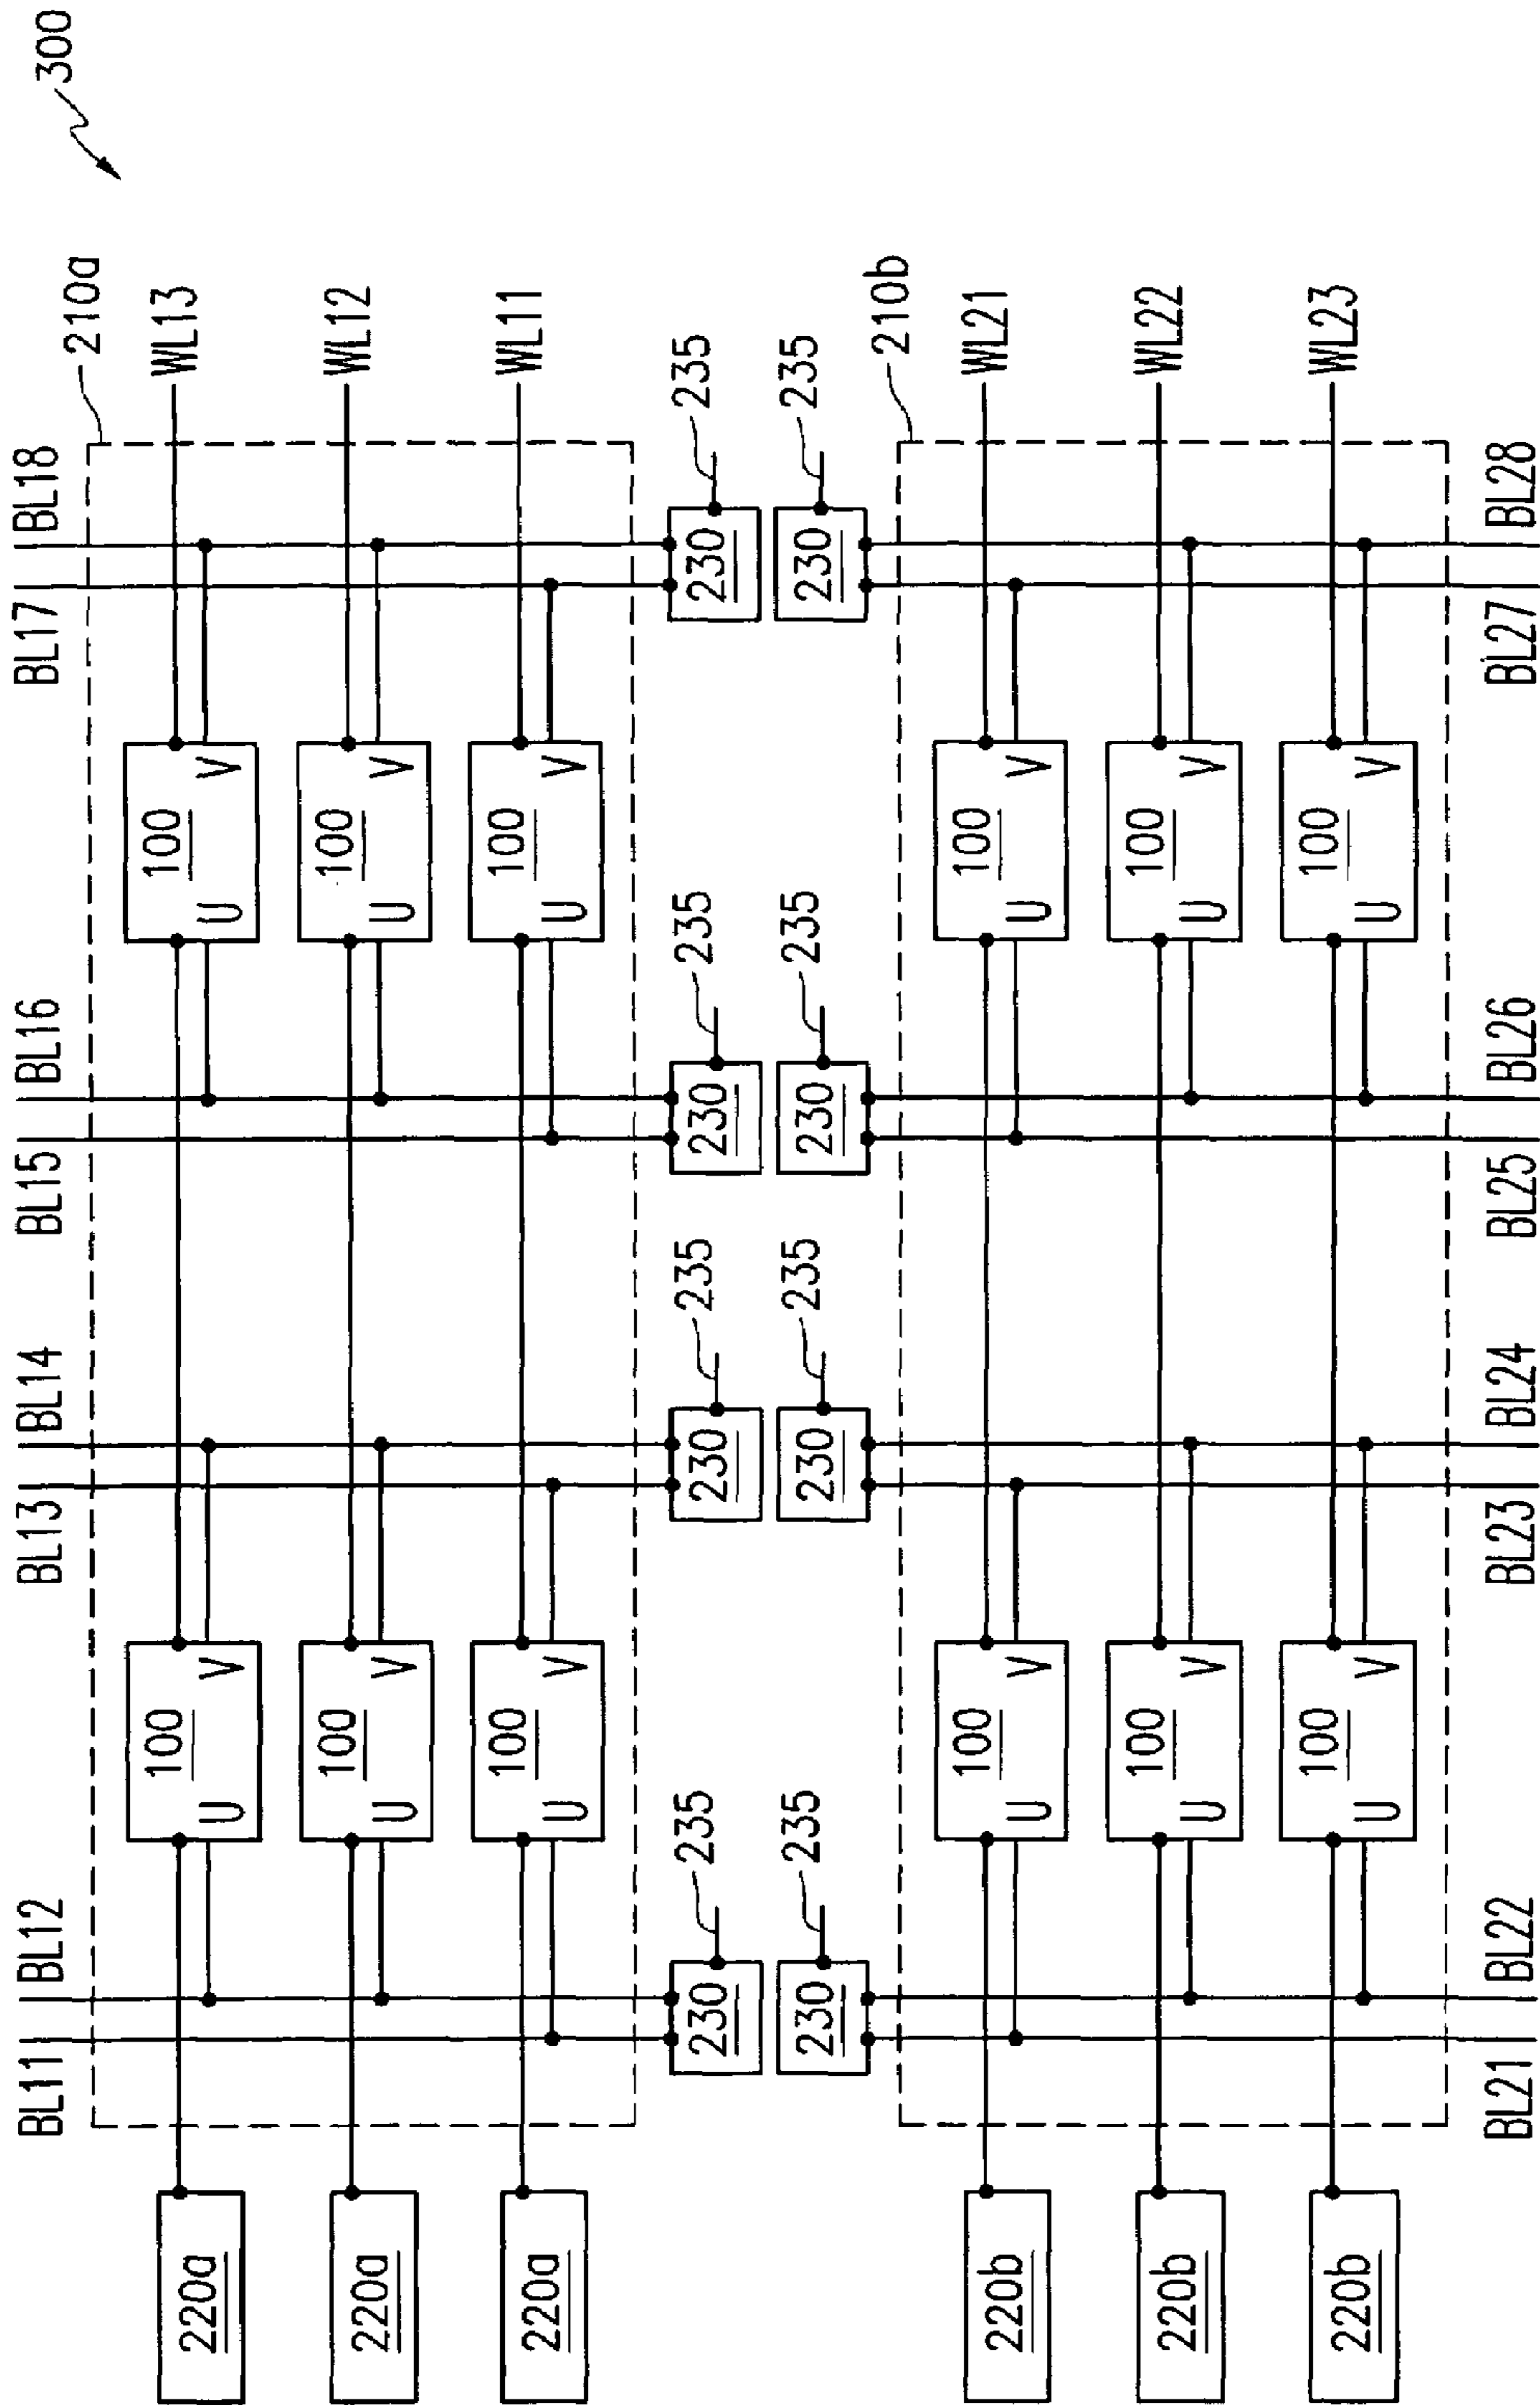 300
BL11 BL12 BL13 BL14 BL15 BL16 BL17 BL18
210a
220a 100 100 WL13
U V U V
220a 100 100 WL12
U V U V
220a 100 100 WL11
U V U V
230 235 230 235 230 235 230 235
230 235 230 235 230 235 230 235
210b
220b 100 100 WL21
U V U V
220b 100 100 WL22
U V U V
220b 100 100 WL23
U V U V
BL21 BL22 BL23 BL24 BL25 BL26 BL27 BL28